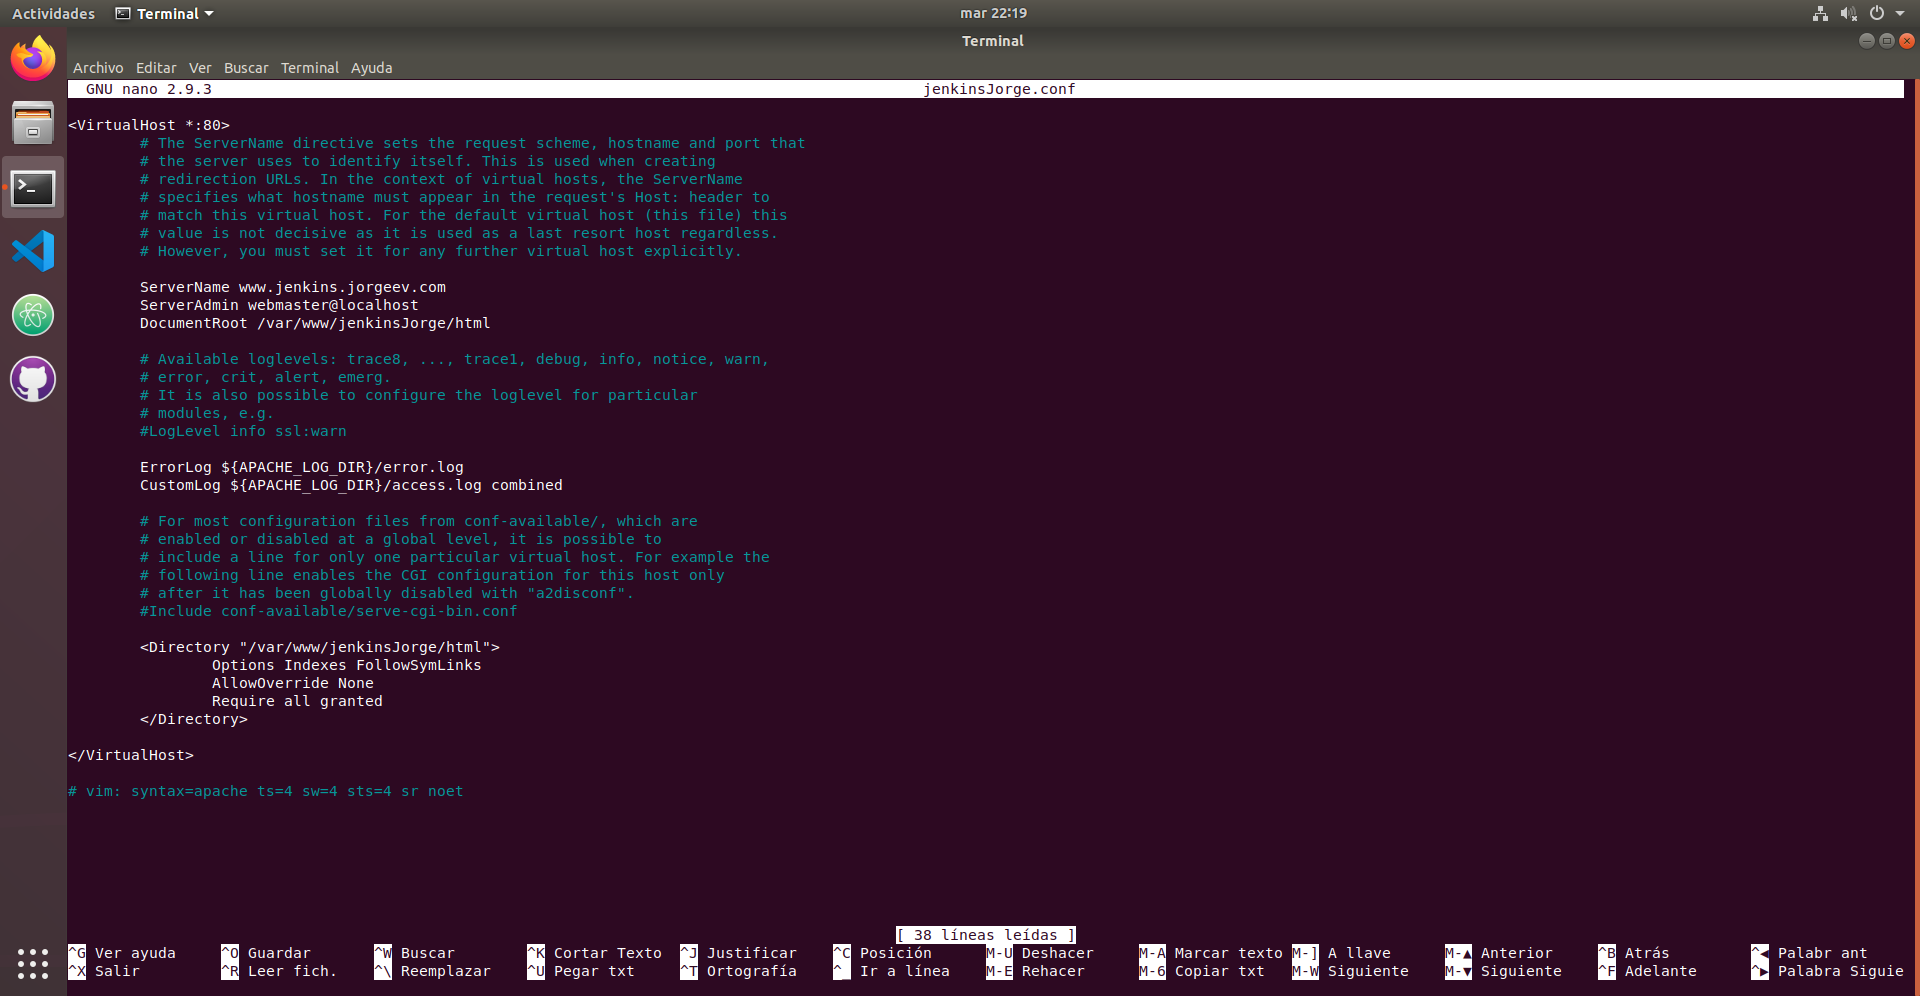 Actividades Terminal mar 22:19
Terminal
Archivo Editar Ver Buscar Terminal Ayuda
GNU nano 2.9.3 jenkinsJorge.conf
<VirtualHost *:80>
# The ServerName directive sets the request scheme, hostname and port that
# the server uses to identify itself. This is used when creating
# redirection URLs. In the context of virtual hosts, the ServerName
# specifies what hostname must appear in the request's Host: header to
# match this virtual host. For the default virtual host (this file) this
# value is not decisive as it is used as a last resort host regardless.
# However, you must set it for any further virtual host explicitly.
ServerName www.jenkins.jorgeev.com
ServerAdmin webmaster@localhost
DocumentRoot /var/www/jenkinsJorge/html
# Available loglevels: trace8, ..., trace1, debug, info, notice, warn,
# error, crit, alert, emerg.
# It is also possible to configure the loglevel for particular
# modules, e.g.
#LogLevel info ssl:warn
ErrorLog ${APACHE_LOG_DIR}/error.log
CustomLog ${APACHE_LOG_DIR}/access.log combined
# For most configuration files from conf-available/, which are
# enabled or disabled at a global level, it is possible to
# include a line for only one particular virtual host. For example the
# following line enables the CGI configuration for this host only
# after it has been globally disabled with "a2disconf".
#Include conf-available/serve-cgi-bin.conf
<Directory "/var/www/jenkinsJorge/html">
Options Indexes FollowSymLinks
AllowOverride None
Require all granted
</Directory>
</VirtualHost>
# vim: syntax=apache ts=4 sw=4 sts=4 sr noet
[ 38 líneas leídas ]
^G Ver ayuda ^O Guardar ^W Buscar ^K Cortar Texto ^J Justificar ^C Posición M-U Deshacer M-A Marcar texto M-] A llave M-▲ Anterior ^B Atrás ^◀ Palabr ant
^X Salir ^R Leer fich. ^\ Reemplazar ^U Pegar txt ^T Ortografía ^_ Ir a línea M-E Rehacer M-6 Copiar txt M-W Siguiente M-▼ Siguiente ^F Adelante ^▶ Palabra Siguie